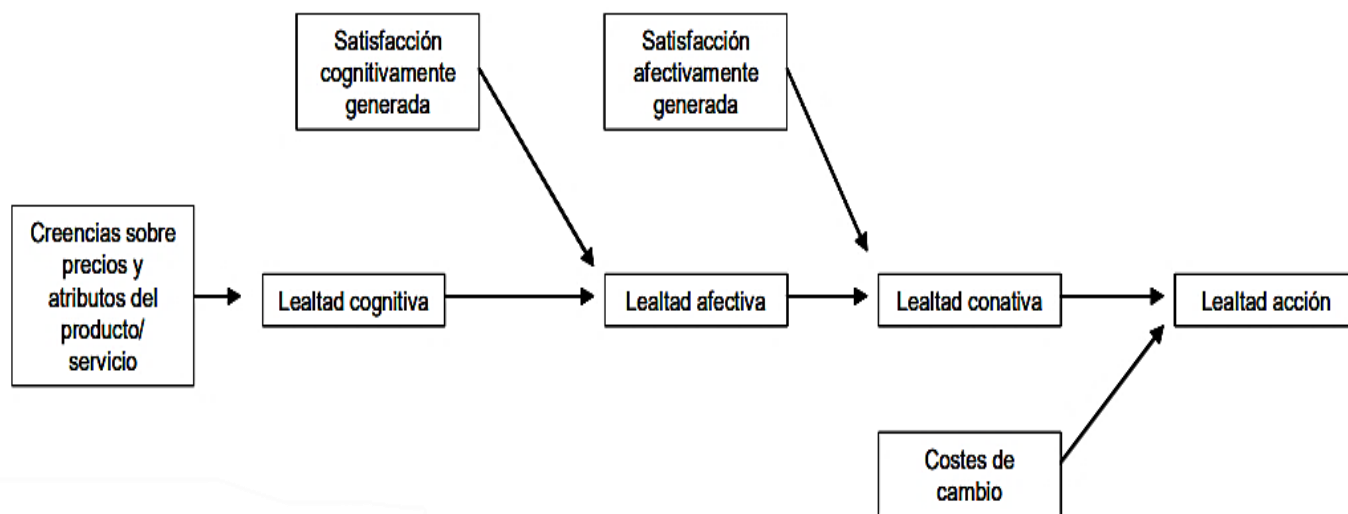 Satisfacción
cognitivamente
generada
Satisfacción
afectivamente
generada
Creencias sobre
precios y
atributos del
producto/
servicio
Lealtad cognitiva
Lealtad afectiva
Lealtad conativa
Lealtad acción
Costes de
cambio